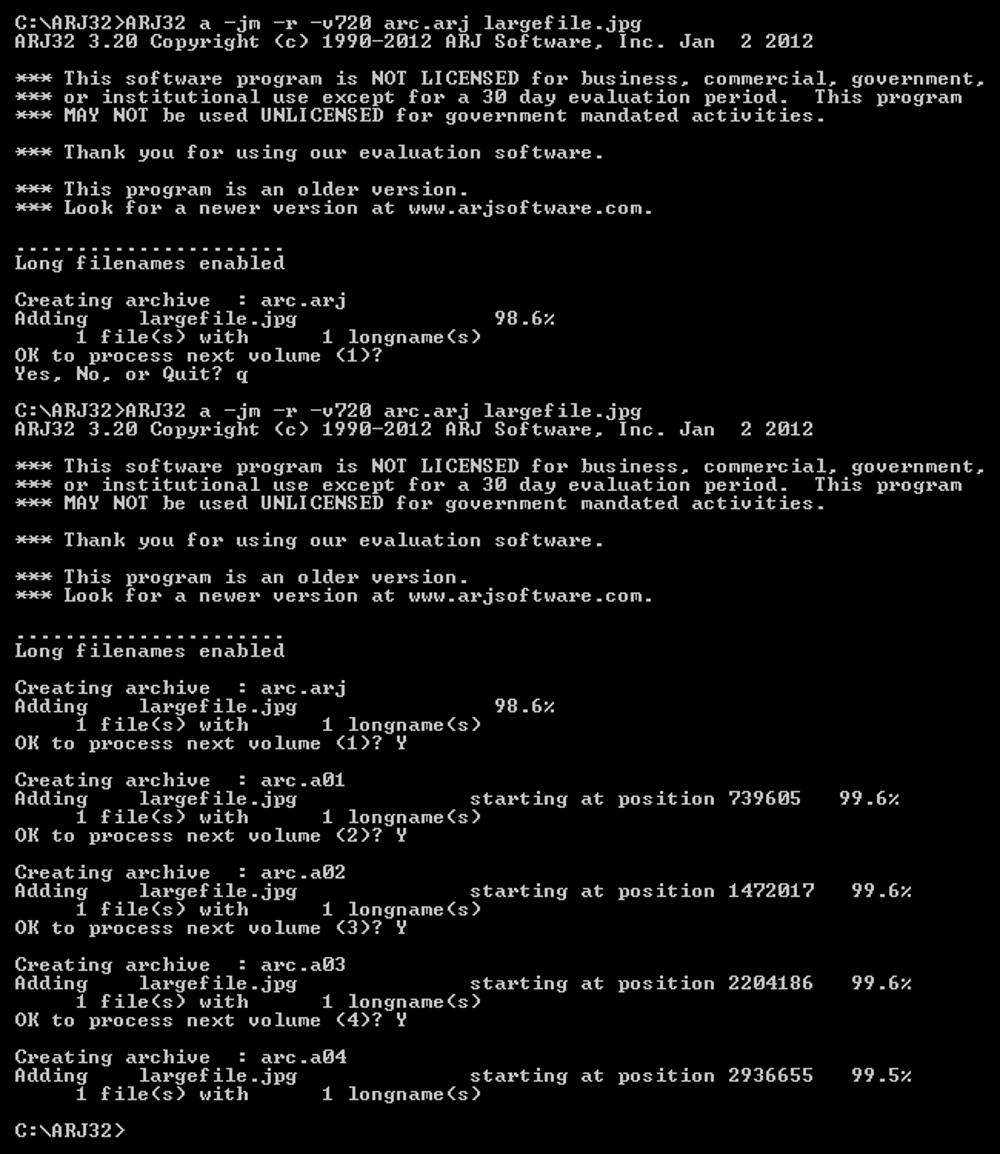 C:\ARJ32>ARJ32 a -jm -r -v720 arc.arj largefile.jpg
ARJ32 3.20 Copyright (c) 1990-2012 ARJ Software, Inc. Jan  2 2012

*** This software program is NOT LICENSED for business, commercial, government,
*** or institutional use except for a 30 day evaluation period.  This program
*** MAY NOT be used UNLICENSED for government mandated activities.

*** Thank you for using our evaluation software.

*** This program is an older version.
*** Look for a newer version at www.arjsoftware.com.

......................
Long filenames enabled

Creating archive  : arc.arj
Adding    largefile.jpg                98.6%
     1 file(s) with      1 longname(s)
OK to process next volume (1)?
Yes, No, or Quit? q

C:\ARJ32>ARJ32 a -jm -r -v720 arc.arj largefile.jpg
ARJ32 3.20 Copyright (c) 1990-2012 ARJ Software, Inc. Jan  2 2012

*** This software program is NOT LICENSED for business, commercial, government,
*** or institutional use except for a 30 day evaluation period.  This program
*** MAY NOT be used UNLICENSED for government mandated activities.

*** Thank you for using our evaluation software.

*** This program is an older version.
*** Look for a newer version at www.arjsoftware.com.

......................
Long filenames enabled

Creating archive  : arc.arj
Adding    largefile.jpg                98.6%
     1 file(s) with      1 longname(s)
OK to process next volume (1)? Y

Creating archive  : arc.a01
Adding    largefile.jpg              starting at position 739605   99.6%
     1 file(s) with      1 longname(s)
OK to process next volume (2)? Y

Creating archive  : arc.a02
Adding    largefile.jpg              starting at position 1472017   99.6%
     1 file(s) with      1 longname(s)
OK to process next volume (3)? Y

Creating archive  : arc.a03
Adding    largefile.jpg              starting at position 2204186   99.6%
     1 file(s) with      1 longname(s)
OK to process next volume (4)? Y

Creating archive  : arc.a04
Adding    largefile.jpg              starting at position 2936655   99.5%
     1 file(s) with      1 longname(s)

C:\ARJ32>